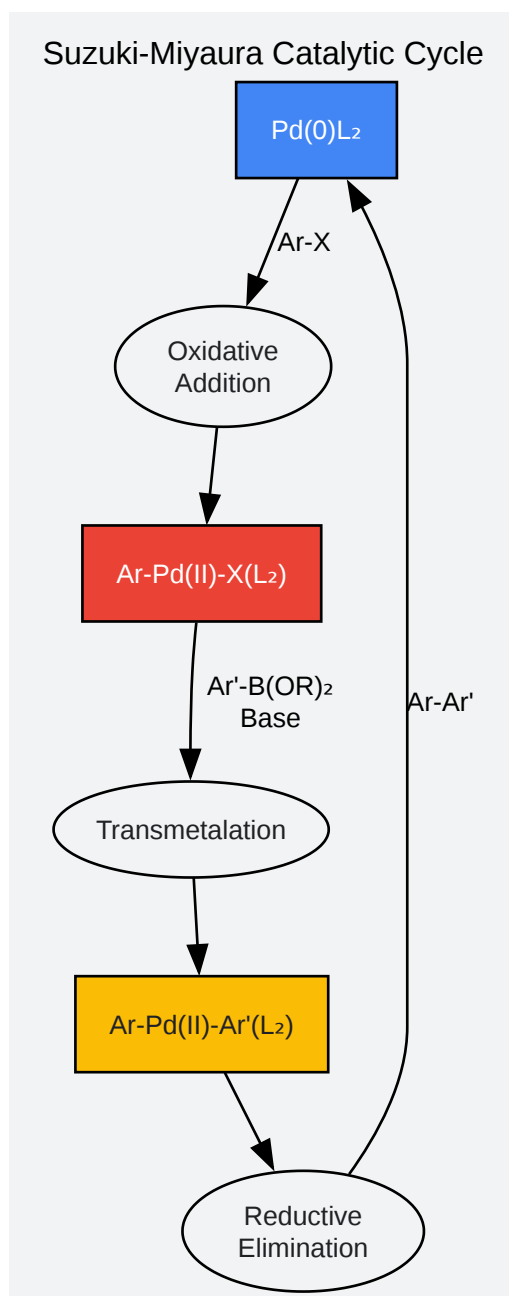 Suzuki-Miyaura Catalytic Cycle
Pd(0)L₂
Ar-X
Oxidative
Addition
Ar-Pd(II)-X(L₂)
Ar'-B(OR)₂
Base
Ar-Ar'
Transmetalation
Ar-Pd(II)-Ar'(L₂)
Reductive
Elimination